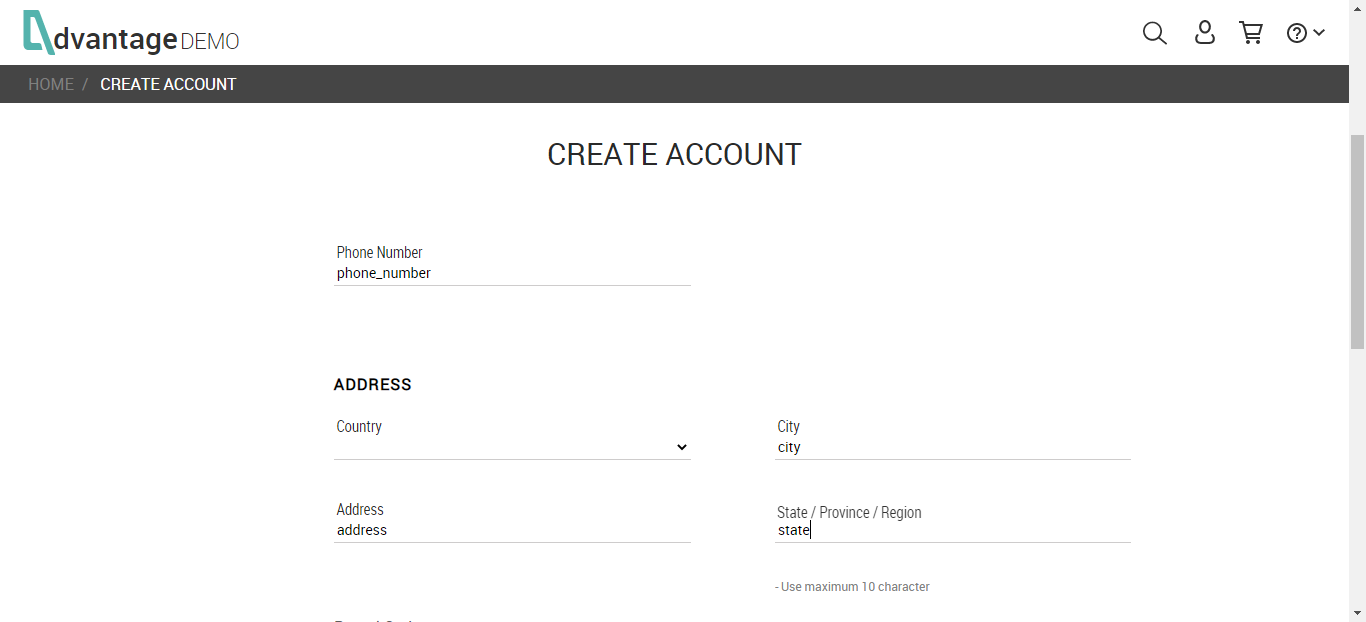 dvantage DEMO
HOME / CREATE ACCOUNT
CREATE ACCOUNT
Phone Number
phone_number
ADDRESS
Country
City
city
Address
address
State / Province / Region
state
- Use maximum 10 character